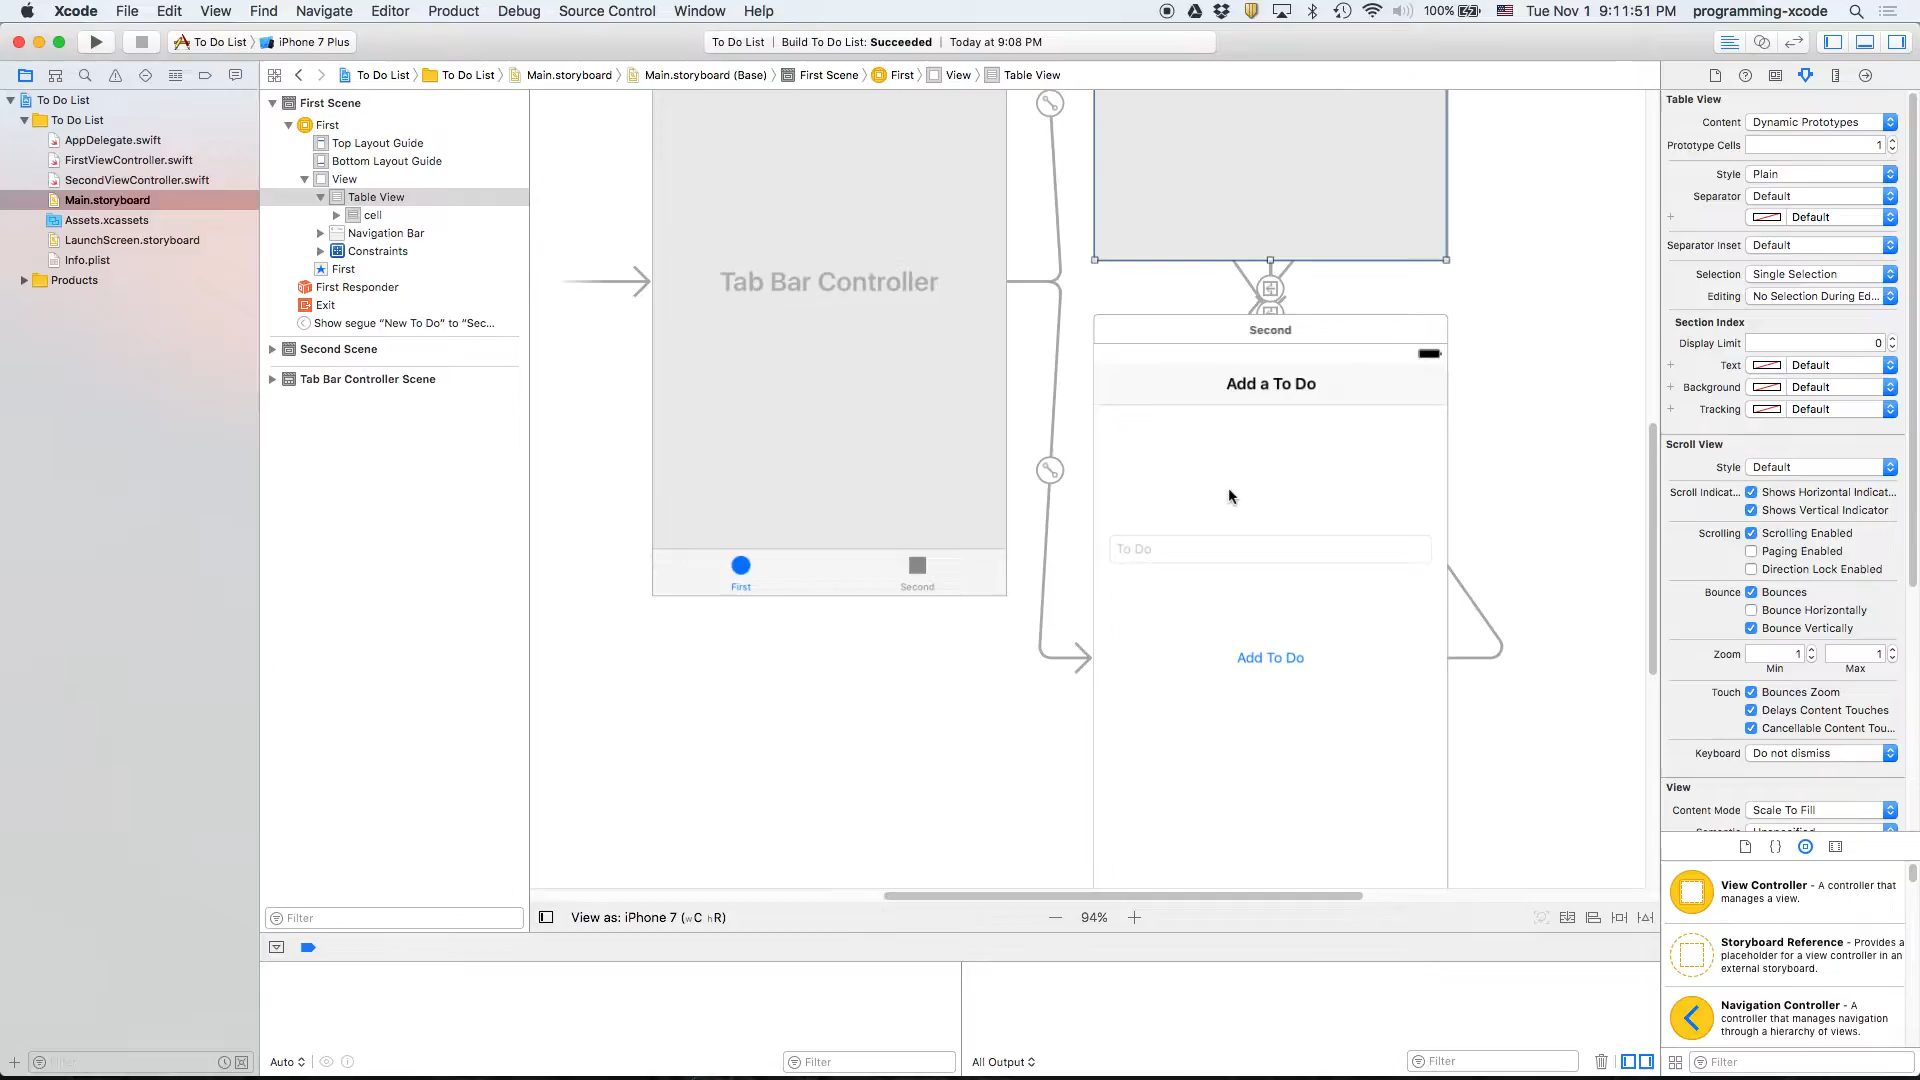 Xcode File Edit View Find Navigate Editor Product Debug Source Control Window Help 100% Tue Nov 1 9:11:51 PM programming-xcode
To Do List iPhone 7 Plus To Do List Build To Do List: Succeeded Today at 9:08 PM
To Do List To Do List Main.storyboard Main.storyboard (Base) First Scene First View Table View
To Do List
To Do List
AppDelegate.swift
FirstViewController.swift
SecondViewController.swift
Main.storyboard
Assets.xcassets
LaunchScreen.storyboard
Info.plist
Products
First Scene
First
Top Layout Guide
Bottom Layout Guide
View
Table View
cell
Navigation Bar
Constraints
First
First Responder
Exit
Show segue "New To Do" to "Sec...
Second Scene
Tab Bar Controller Scene
Filter
Tab Bar Controller
First
Second
Second
Add a To Do
To Do
Add To Do
View as: iPhone 7 (wC hR)
94%
Table View
Content Dynamic Prototypes
Prototype Cells 1
Style Plain
Separator Default
Default
Separator Inset Default
Selection Single Selection
Editing No Selection During Ed...
Section Index
Display Limit 0
Text Default
Background Default
Tracking Default
Scroll View
Style Default
Scroll Indicat... Shows Horizontal Indicat...
Shows Vertical Indicator
Scrolling Scrolling Enabled
Paging Enabled
Direction Lock Enabled
Bounce Bounces
Bounce Horizontally
Bounce Vertically
Zoom 1 1
Min Max
Touch Bounces Zoom
Delays Content Touches
Cancellable Content Tou...
Keyboard Do not dismiss
View
Content Mode Scale To Fill
View Controller - A controller that
manages a view.
Storyboard Reference - Provides a
placeholder for a view controller in an
external storyboard.
Navigation Controller - A
controller that manages navigation
through a hierarchy of views.
Filter
Auto
Filter
All Output
Filter
Filter